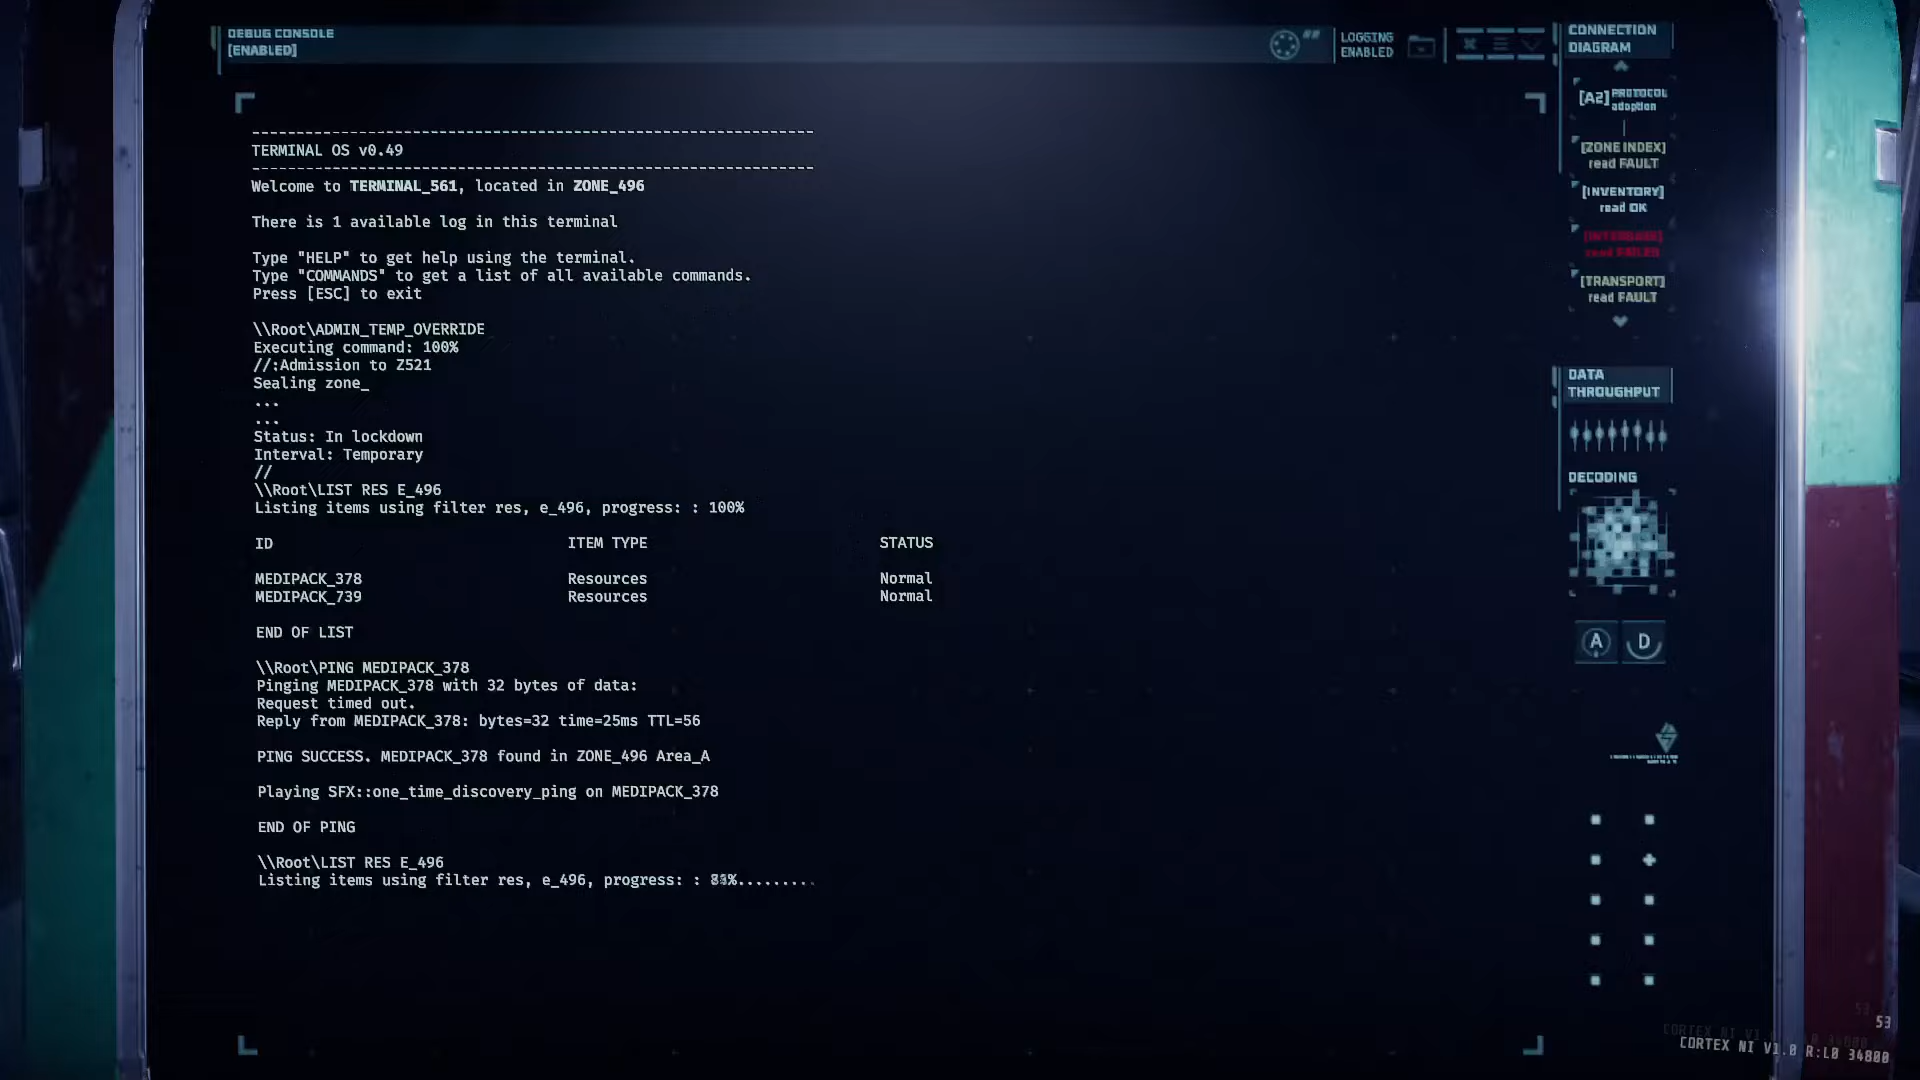 DEBUG CONSOLE
[ENABLED]
LOGGING
ENABLED
--------------------------------------------------------------
TERMINAL OS v0.49
--------------------------------------------------------------
Welcome to TERMINAL_561, located in ZONE_496
There is 1 available log in this terminal
Type "HELP" to get help using the terminal.
Type "COMMANDS" to get a list of all available commands.
Press [ESC] to exit
\\Root\ADMIN_TEMP_OVERRIDE
Executing command: 100%
//:Admission to Z521
Sealing zone_
...
...
Status: In lockdown
Interval: Temporary
//
\\Root\LIST RES E_496
Listing items using filter res, e_496, progress: : 100%
ID ITEM TYPE STATUS
MEDIPACK_378 Resources Normal
MEDIPACK_739 Resources Normal
END OF LIST
\\Root\PING MEDIPACK_378
Pinging MEDIPACK_378 with 32 bytes of data:
Request timed out.
Reply from MEDIPACK_378: bytes=32 time=25ms TTL=56
PING SUCCESS. MEDIPACK_378 found in ZONE_496 Area_A
Playing SFX::one_time_discovery_ping on MEDIPACK_378
END OF PING
\\Root\LIST RES E_496
Listing items using filter res, e_496, progress: :
CONNECTION
DIAGRAM
[A2] PROTOCOL
adoption
[ZONE INDEX]
read FAULT
[INVENTORY]
read OK
read FAILED
[TRANSPORT]
read FAULT
DATA
THROUGHPUT
DECODING
A D
53
CORTEX NI V1.0 R:L0 34800